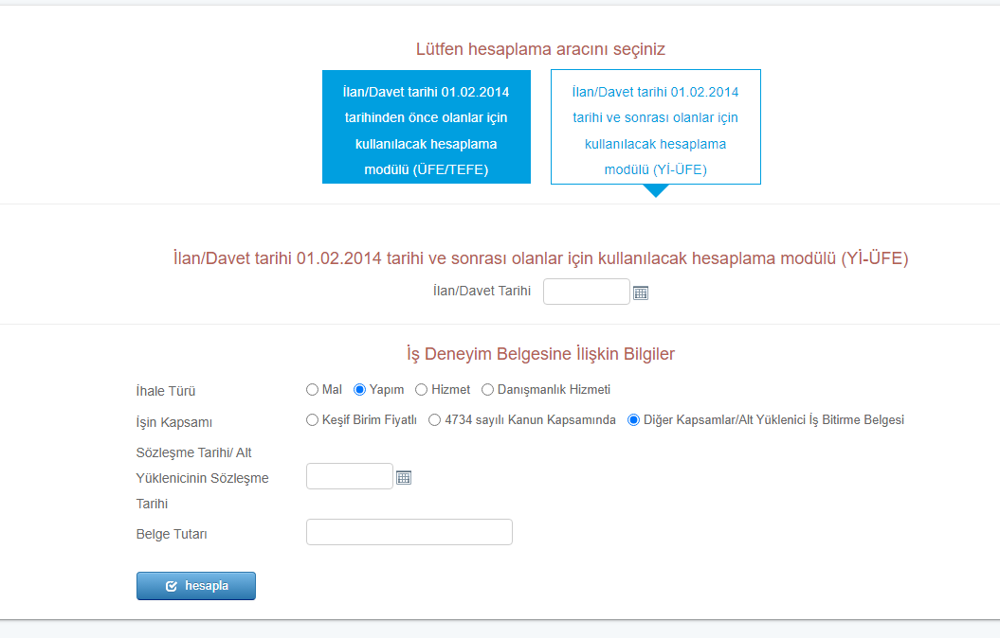 Lütfen hesaplama aracını seçiniz
İlan/Davet tarihi 01.02.2014
tarihinden önce olanlar için
kullanılacak hesaplama
modülü (ÜFE/TEFE)
İlan/Davet tarihi 01.02.2014
tarihi ve sonrası olanlar için
kullanılacak hesaplama
modülü (Yİ-ÜFE)
İlan/Davet tarihi 01.02.2014 tarihi ve sonrası olanlar için kullanılacak hesaplama modülü (Yİ-ÜFE)
İlan/Davet Tarihi
İş Deneyim Belgesine İlişkin Bilgiler
İhale Türü Mal Yapım Hizmet Danışmanlık Hizmeti
İşin Kapsamı Keşif Birim Fiyatlı 4734 sayılı Kanun Kapsamında Diğer Kapsamlar/Alt Yüklenici İş Bitirme Belgesi
Sözleşme Tarihi/ Alt
Yüklenicinin Sözleşme
Tarihi
Belge Tutarı
hesapla